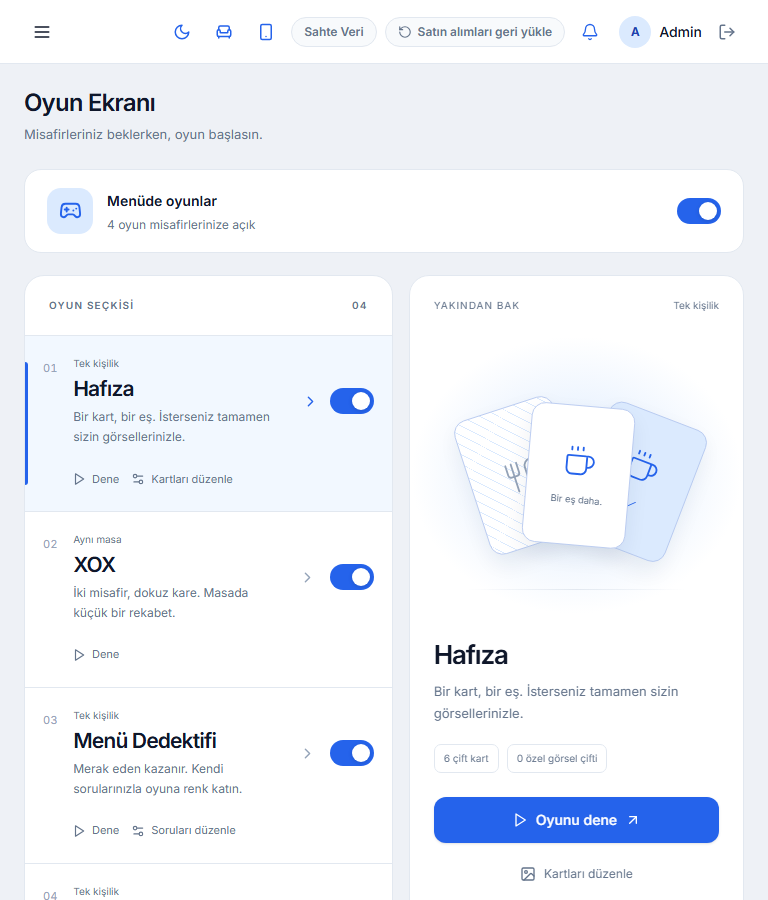 Sahte Veri
Satın alımları geri yükle
A
Admin
Oyun Ekranı
Misafirleriniz beklerken, oyun başlasın.
Menüde oyunlar
4 oyun misafirlerinize açık
OYUN SEÇKİSİ
04
01
Tek kişilik
Hafıza
Bir kart, bir eş. İsterseniz tamamen
sizin görsellerinizle.
Dene
Kartları düzenle
02
Aynı masa
XOX
İki misafir, dokuz kare. Masada
küçük bir rekabet.
Dene
03
Tek kişilik
Menü Dedektifi
Merak eden kazanır. Kendi
sorularınızla oyuna renk katın.
Dene
Soruları düzenle
04
Tek kişilik
YAKINDAN BAK
Tek kişilik
Bir eş daha.
Hafıza
Bir kart, bir eş. İsterseniz tamamen sizin
görsellerinizle.
6 çift kart
0 özel görsel çifti
Oyunu dene
Kartları düzenle